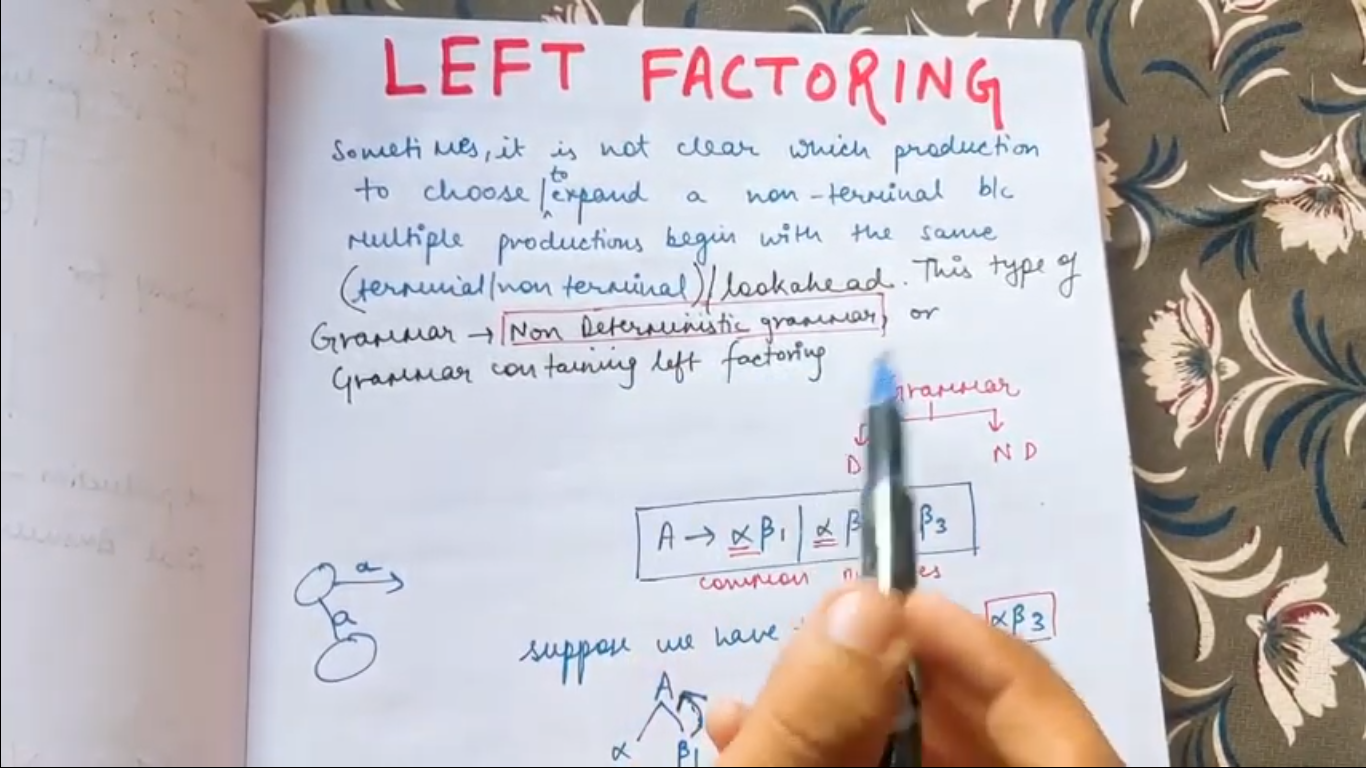 LEFT FACTORING
Sometimes, it is not clear which production
to choose/to expand a non-terminal b/c
Multiple productions begin with the same
(terminal/non terminal)/lookahead. This type of
Grammar → Non Deterministic grammar, or
Grammar containing left factoring
Grammar
D N D
A → αβ1 | αβ β3
common
a
a
suppose we have αβ3
A
α β1